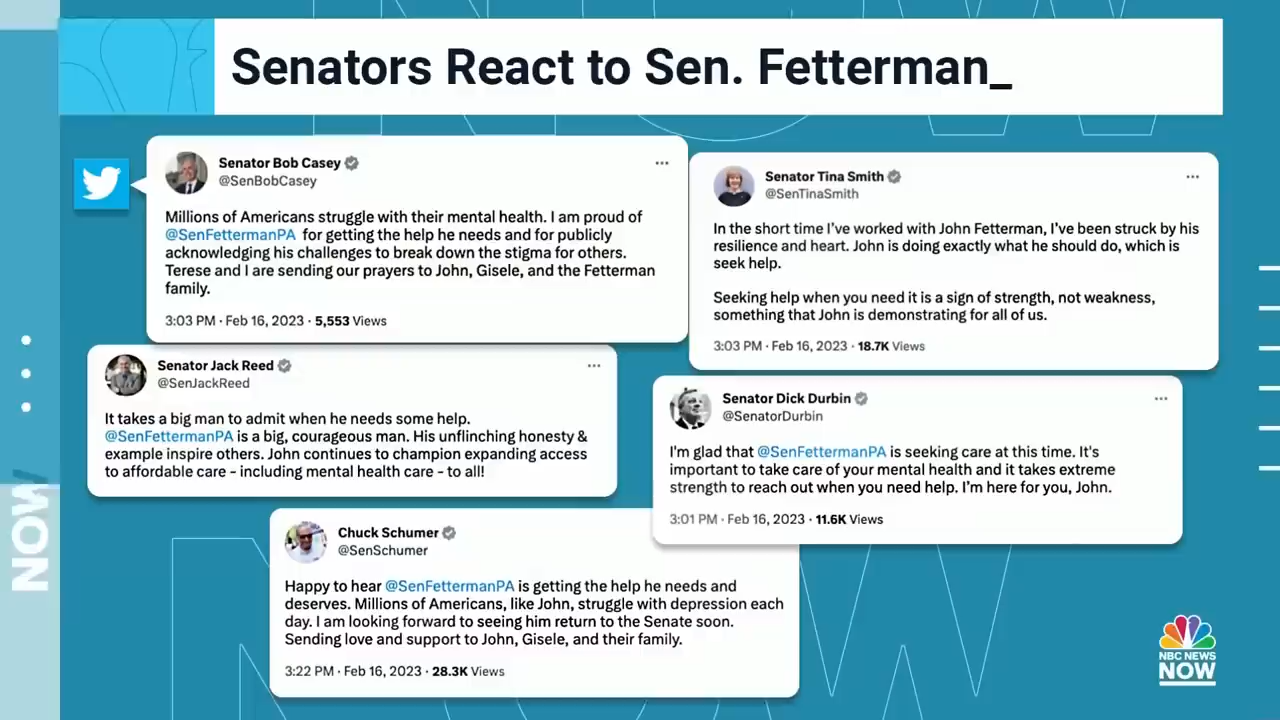 Senators React to Sen. Fetterman_
Senator Bob Casey
@SenBobCasey
Millions of Americans struggle with their mental health. I am proud of
@SenFettermanPA for getting the help he needs and for publicly
acknowledging his challenges to break down the stigma for others.
Terese and I are sending our prayers to John, Gisele, and the Fetterman
family.
3:03 PM · Feb 16, 2023 · 5,553 Views
Senator Tina Smith
@SenTinaSmith
In the short time I've worked with John Fetterman, I've been struck by his
resilience and heart. John is doing exactly what he should do, which is
seek help.
Seeking help when you need it is a sign of strength, not weakness,
something that John is demonstrating for all of us.
3:03 PM · Feb 16, 2023 · 18.7K Views
Senator Jack Reed
@SenJackReed
It takes a big man to admit when he needs some help.
@SenFettermanPA is a big, courageous man. His unflinching honesty &
example inspire others. John continues to champion expanding access
to affordable care - including mental health care - to all!
Senator Dick Durbin
@SenatorDurbin
I'm glad that @SenFettermanPA is seeking care at this time. It's
important to take care of your mental health and it takes extreme
strength to reach out when you need help. I'm here for you, John.
3:01 PM · Feb 16, 2023 · 11.6K Views
Chuck Schumer
@SenSchumer
Happy to hear @SenFettermanPA is getting the help he needs and
deserves. Millions of Americans, like John, struggle with depression each
day. I am looking forward to seeing him return to the Senate soon.
Sending love and support to John, Gisele, and their family.
3:22 PM · Feb 16, 2023 · 28.3K Views
NOW
NBC NEWS
NOW